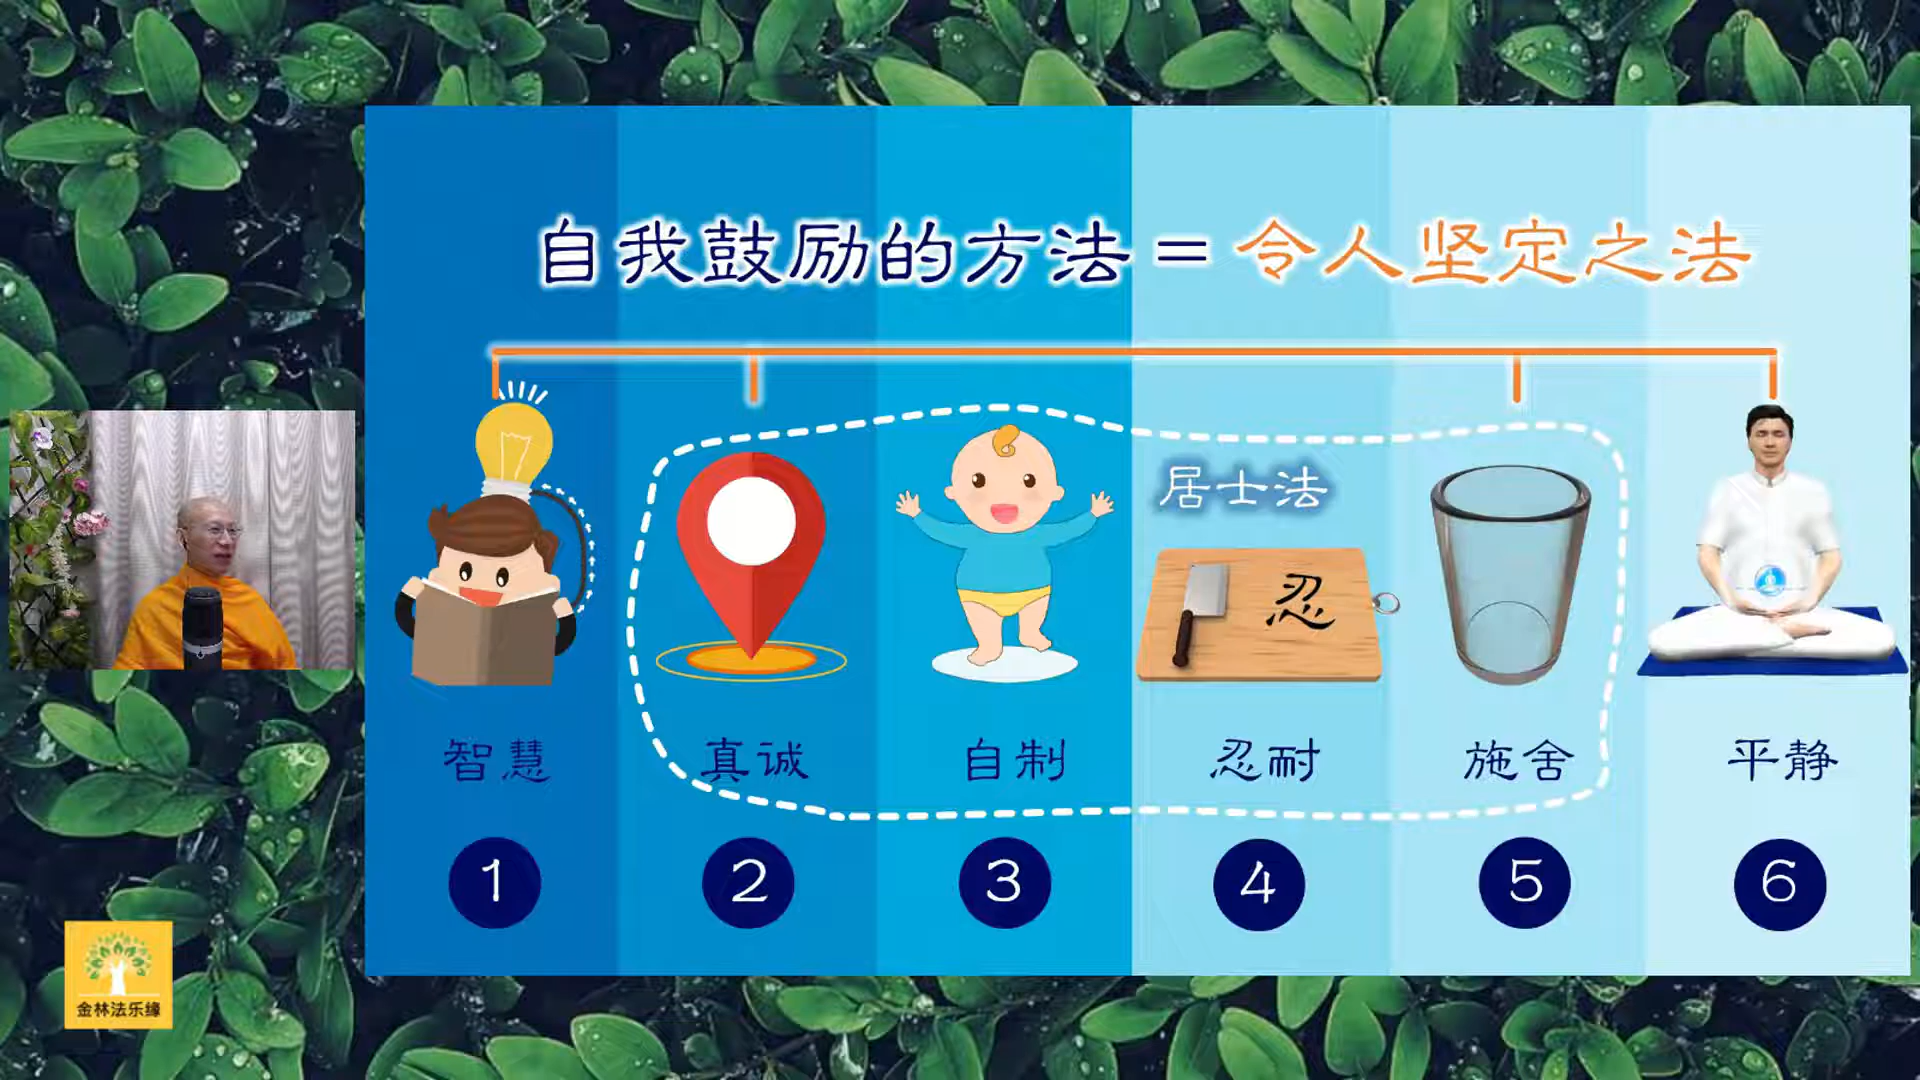 自我鼓励的方法 = 令人坚定之法
居士法
忍
智慧
真诚
自制
忍耐
施舍
平静
1
2
3
4
5
6
金林法乐缘